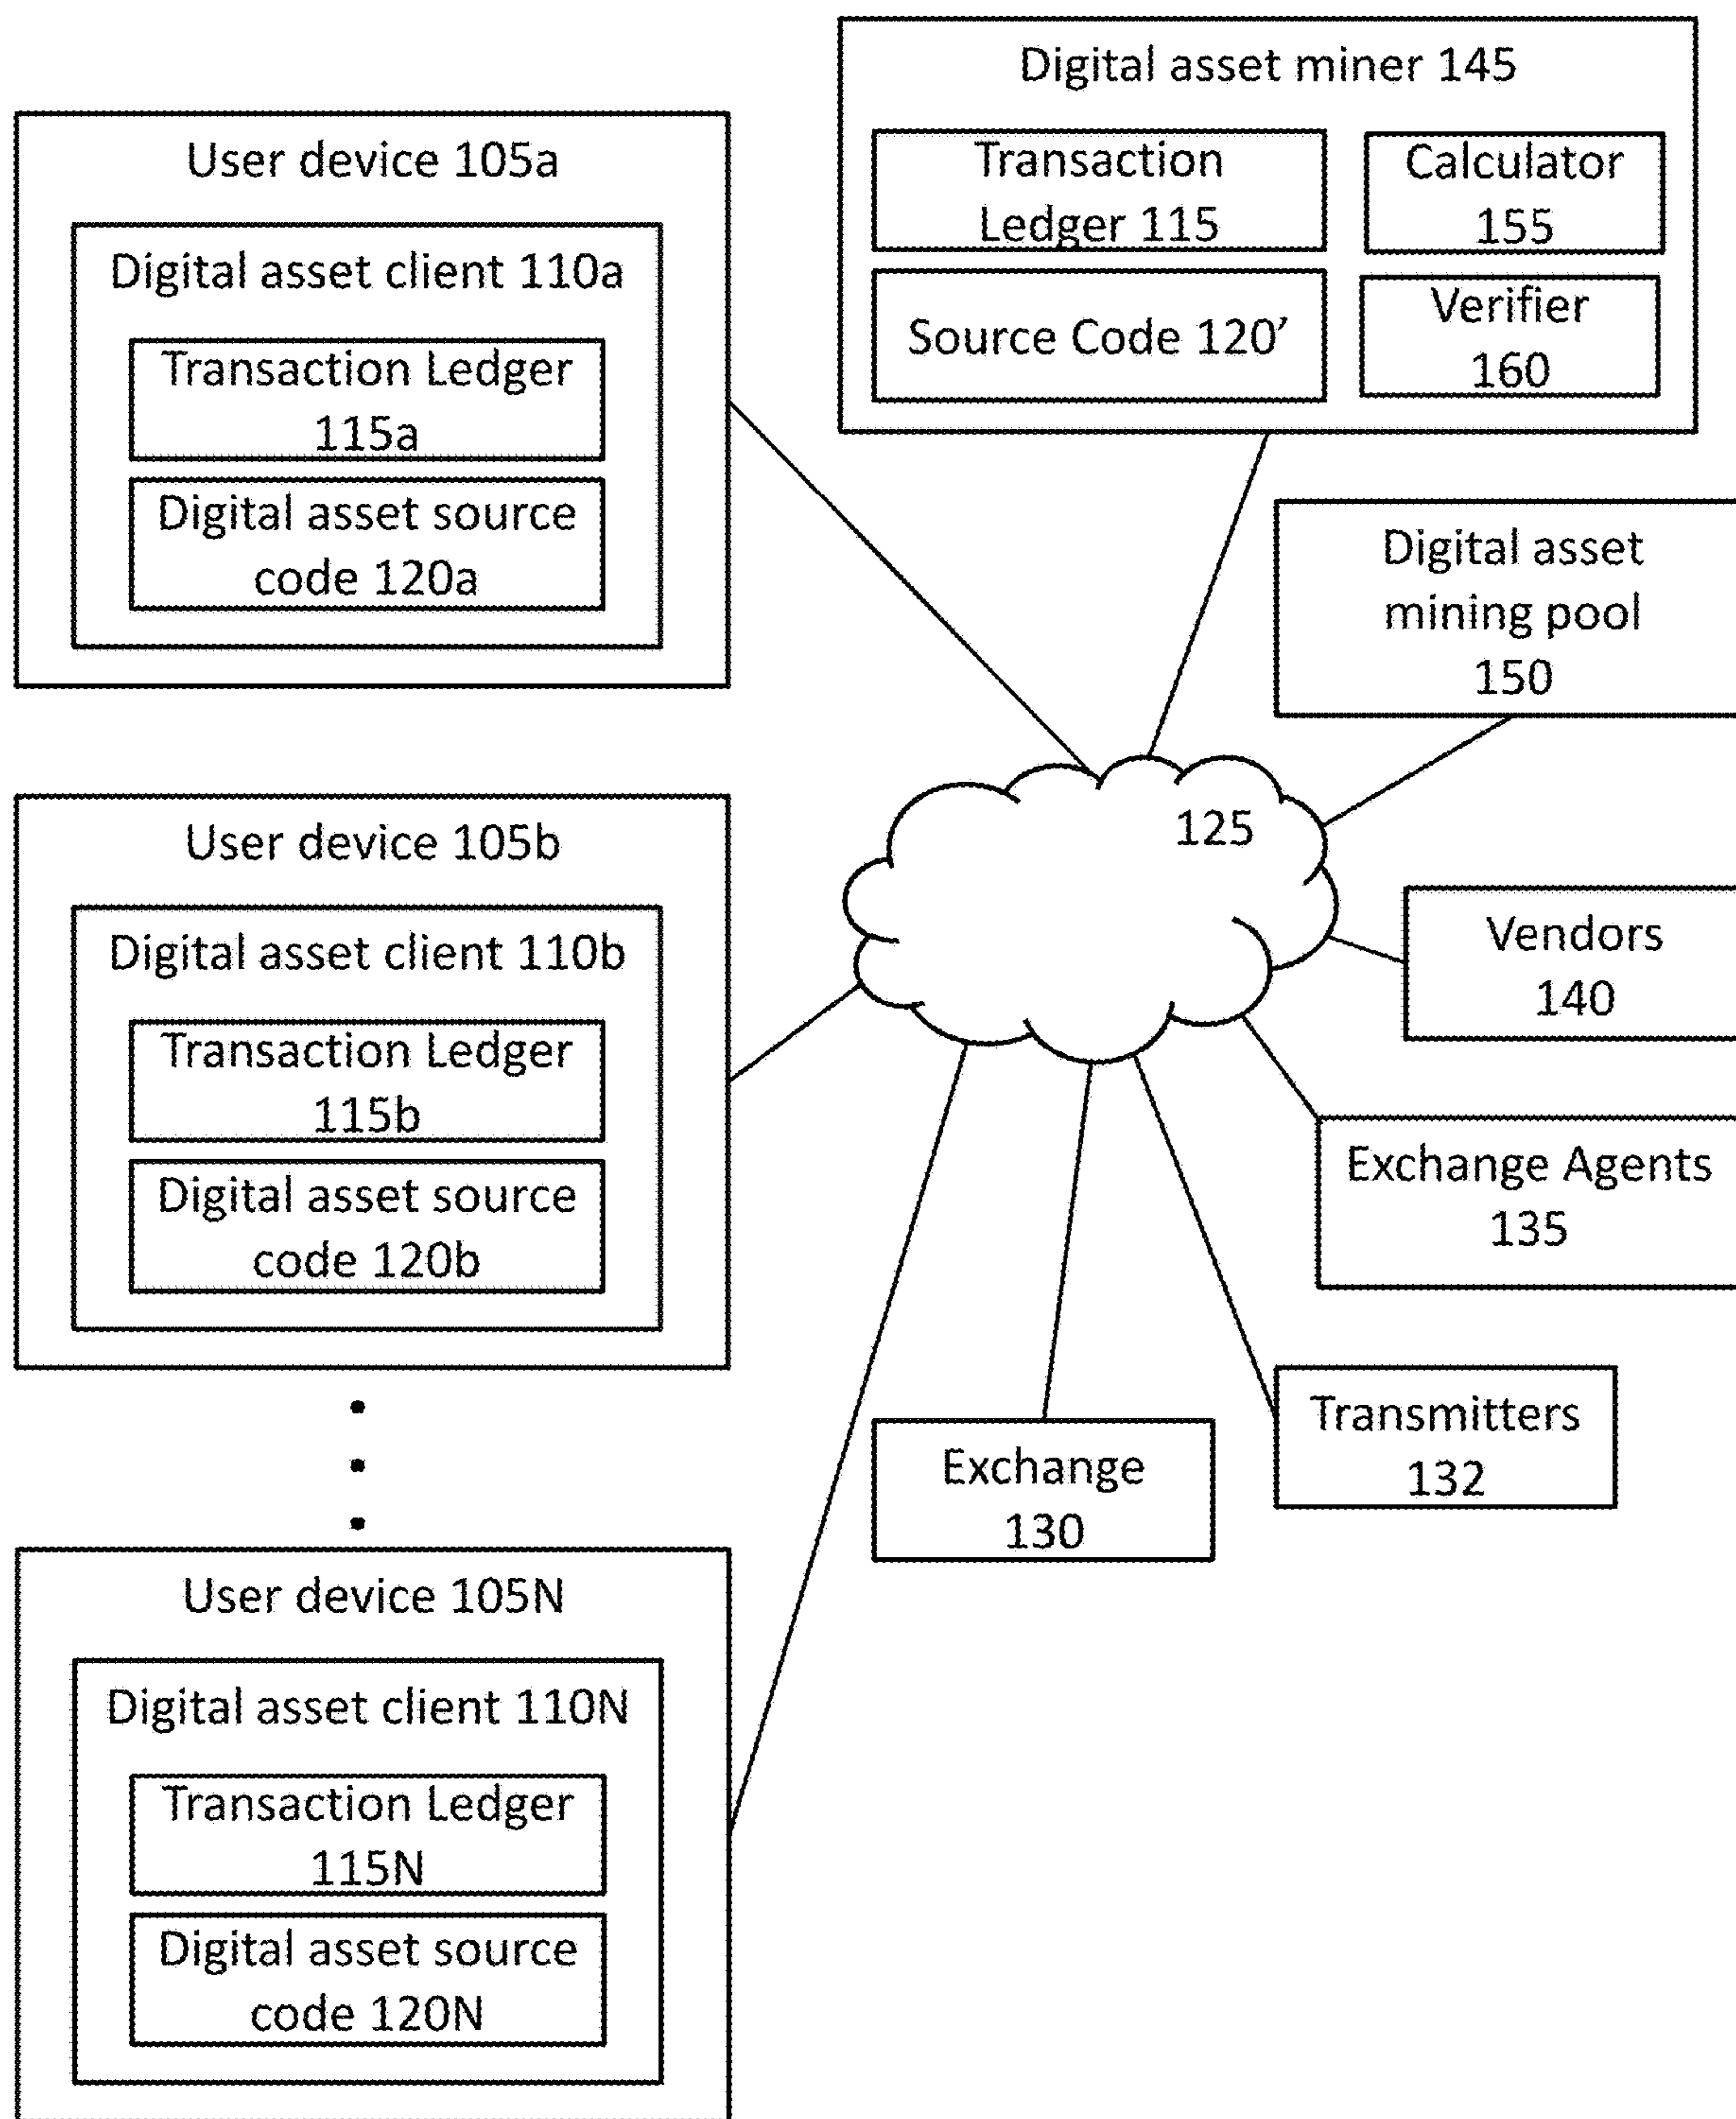 User device 105a
Digital asset client 110a
Transaction Ledger
115a
Digital asset source
code 120a
Digital asset miner 145
Transaction
Ledger 115
Calculator
155
Source Code 120’
Verifier
160
Digital asset
mining pool
150
125
User device 105b
Digital asset client 110b
Transaction Ledger
115b
Digital asset source
code 120b
Vendors
140
Exchange Agents
135
Transmitters
132
Exchange
130
User device 105N
Digital asset client 110N
Transaction Ledger
115N
Digital asset source
code 120N